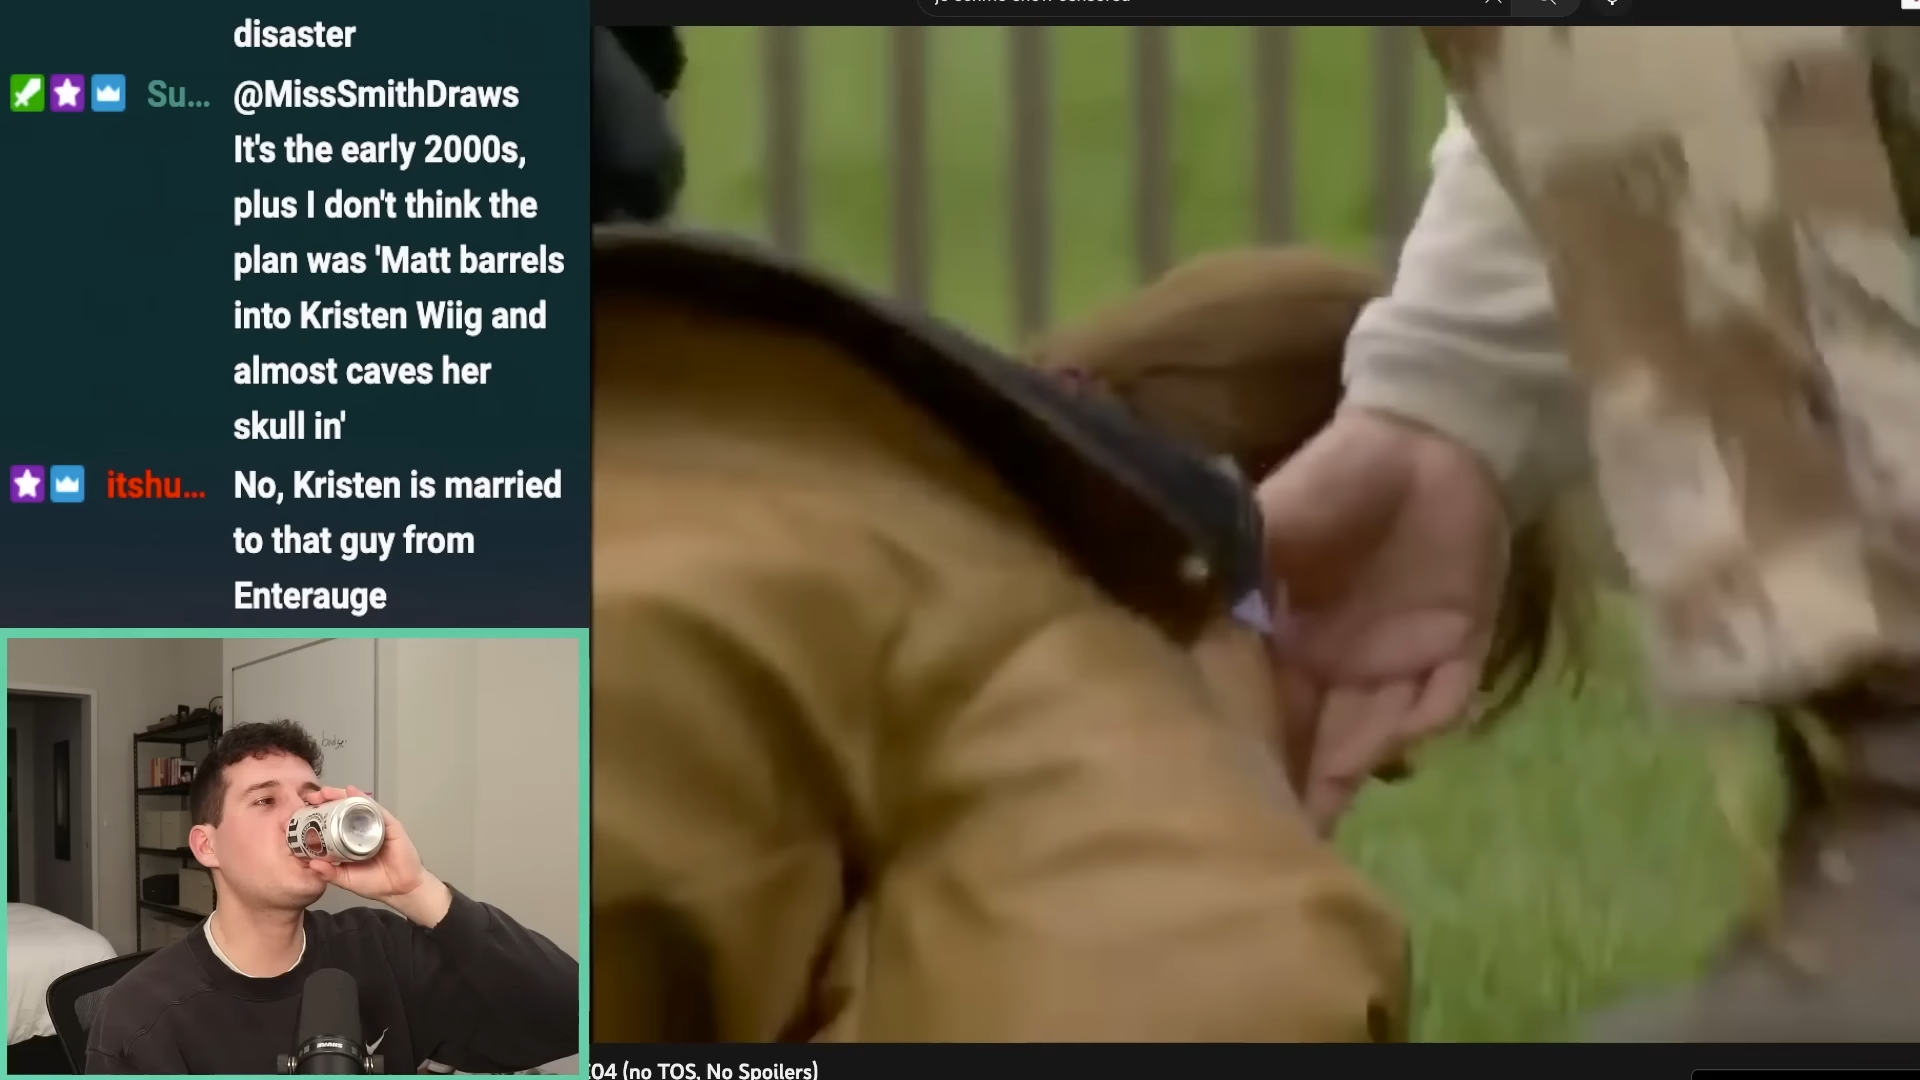 disaster
Su... @MissSmithDraws
It's the early 2000s,
plus I don't think the
plan was 'Matt barrels
into Kristen Wiig and
almost caves her
skull in'
itshu... No, Kristen is married
to that guy from
Enterauge
04 (no TOS, No Spoilers)